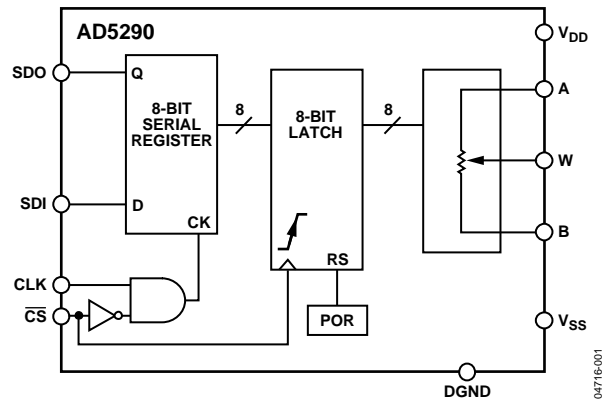 AD5290
VDD
SDO
Q
8-BIT
SERIAL
REGISTER
8
8-BIT
LATCH
8
A
W
SDI
D
B
CK
CLK
RS
CS
POR
VSS
DGND
04716-001